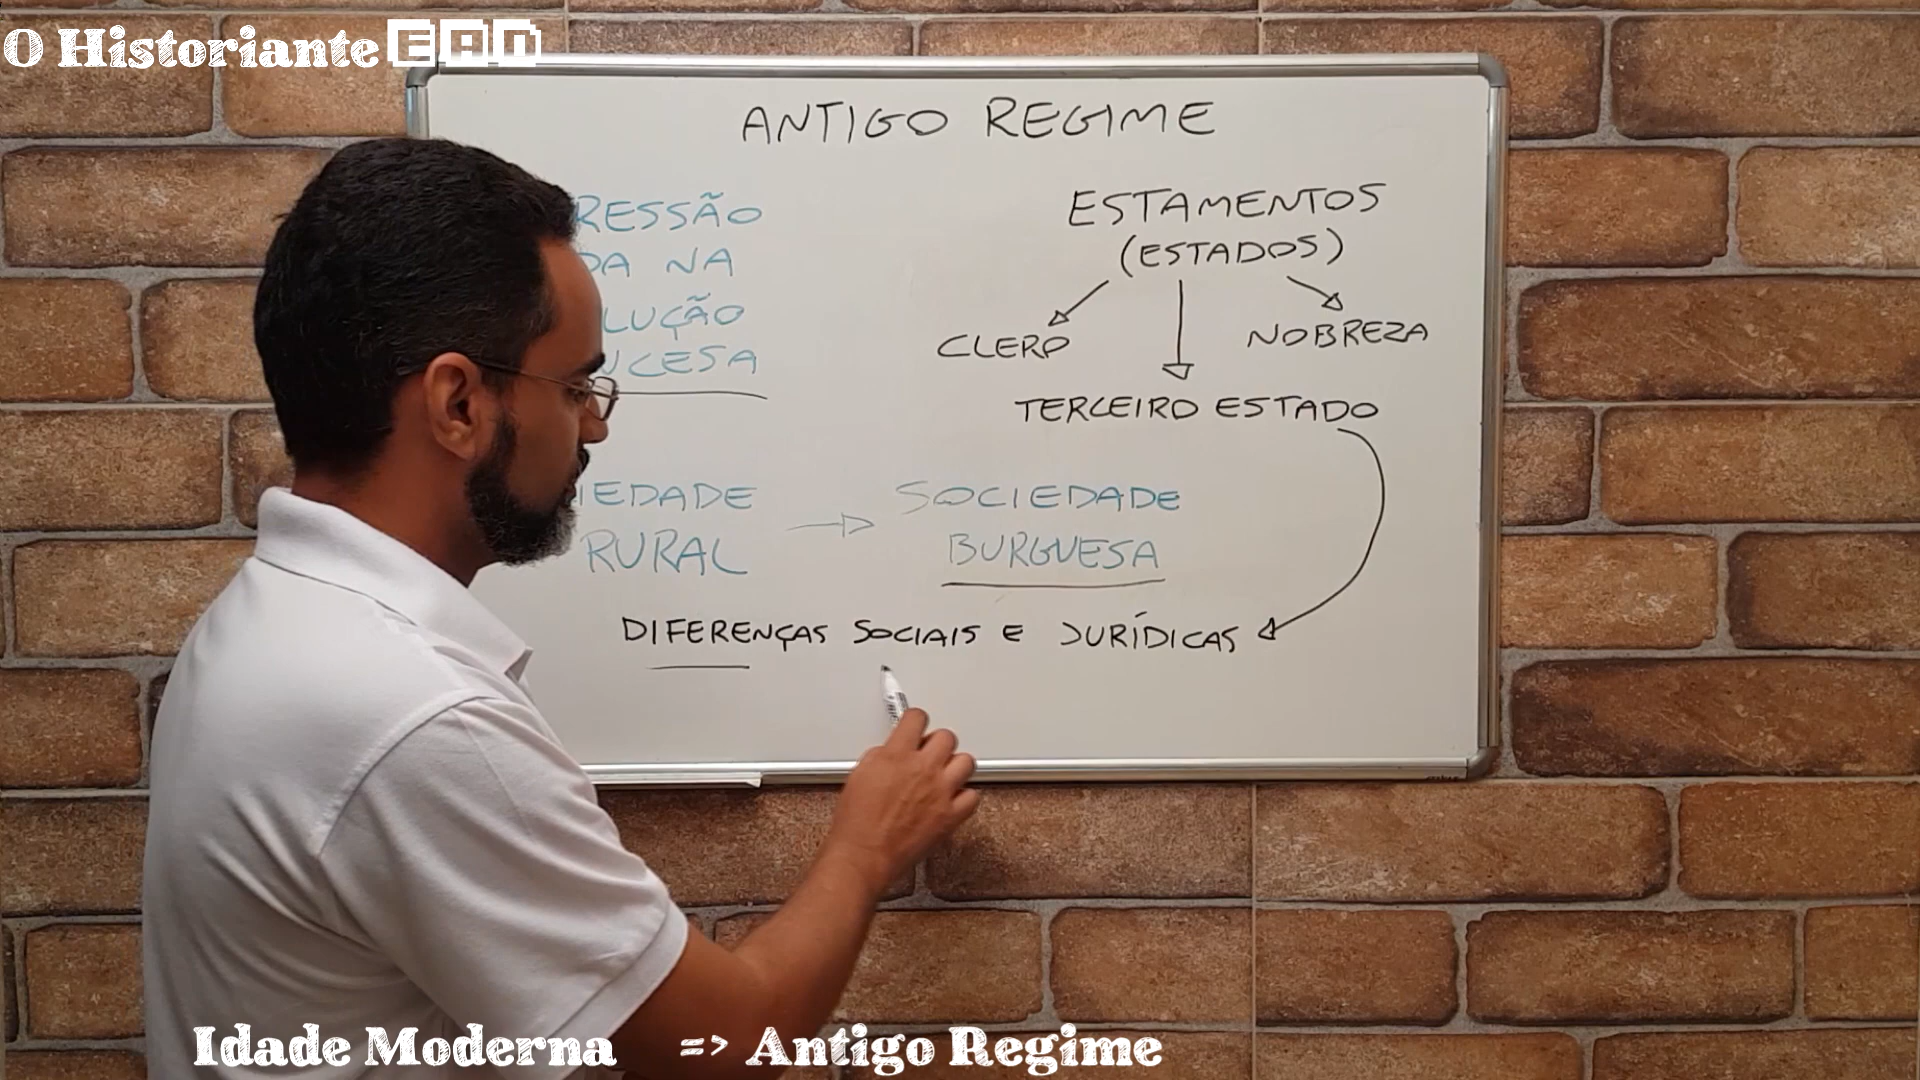 O Historiante EAD
ANTIGO REGIME
RESSÃO
DA NA
LUÇÃO
NCESA
ESTAMENTOS
(ESTADOS)
CLERO
NOBREZA
TERCEIRO ESTADO
IEDADE
RURAL
SOCIEDADE
BURGUESA
DIFERENÇAS SOCIAIS E JURÍDICAS
Idade Moderna => Antigo Regime